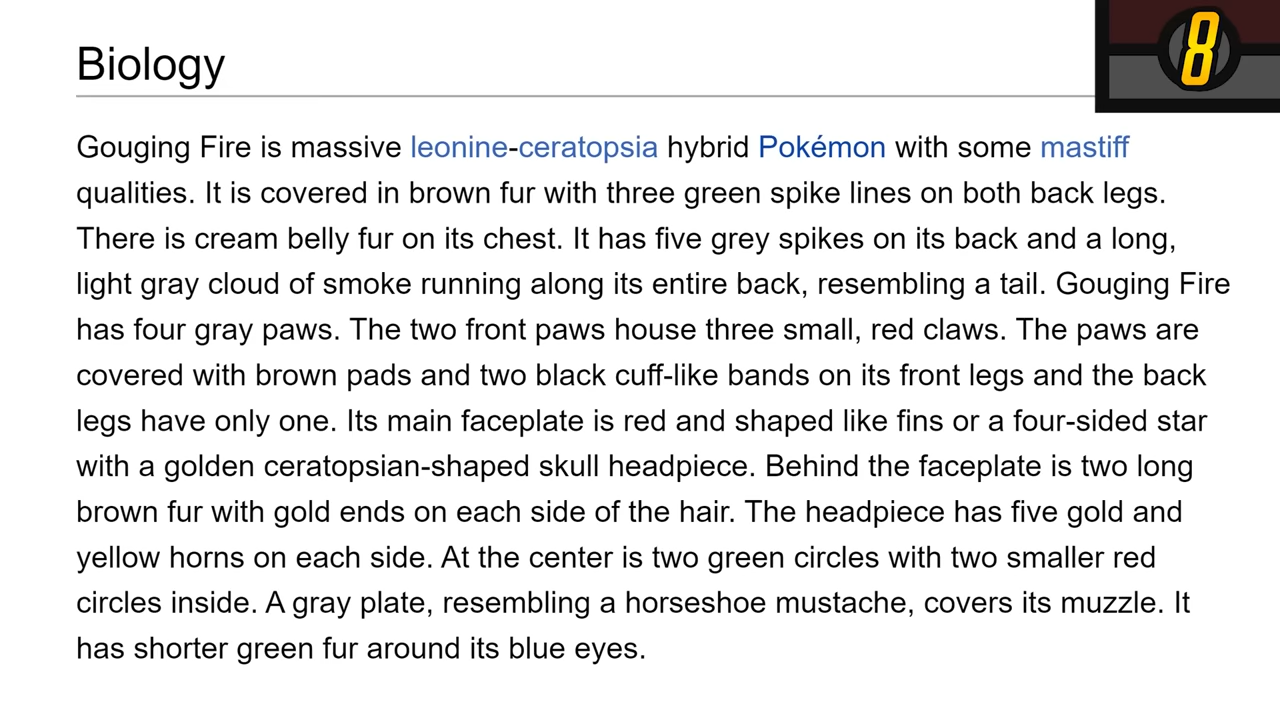 Biology
8
Gouging Fire is massive leonine-ceratopsia hybrid Pokémon with some mastiff
qualities. It is covered in brown fur with three green spike lines on both back legs.
There is cream belly fur on its chest. It has five grey spikes on its back and a long,
light gray cloud of smoke running along its entire back, resembling a tail. Gouging Fire
has four gray paws. The two front paws house three small, red claws. The paws are
covered with brown pads and two black cuff-like bands on its front legs and the back
legs have only one. Its main faceplate is red and shaped like fins or a four-sided star
with a golden ceratopsian-shaped skull headpiece. Behind the faceplate is two long
brown fur with gold ends on each side of the hair. The headpiece has five gold and
yellow horns on each side. At the center is two green circles with two smaller red
circles inside. A gray plate, resembling a horseshoe mustache, covers its muzzle. It
has shorter green fur around its blue eyes.